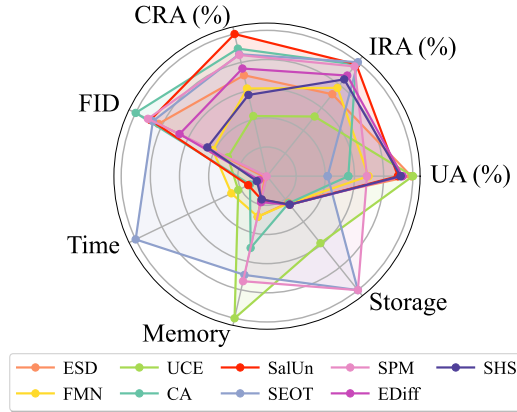 CRA (%)
IRA (%)
FID
UA (%)
Time
Storage
Memory
ESD UCE SalUn SPM SHS
FMN CA SEOT EDiff